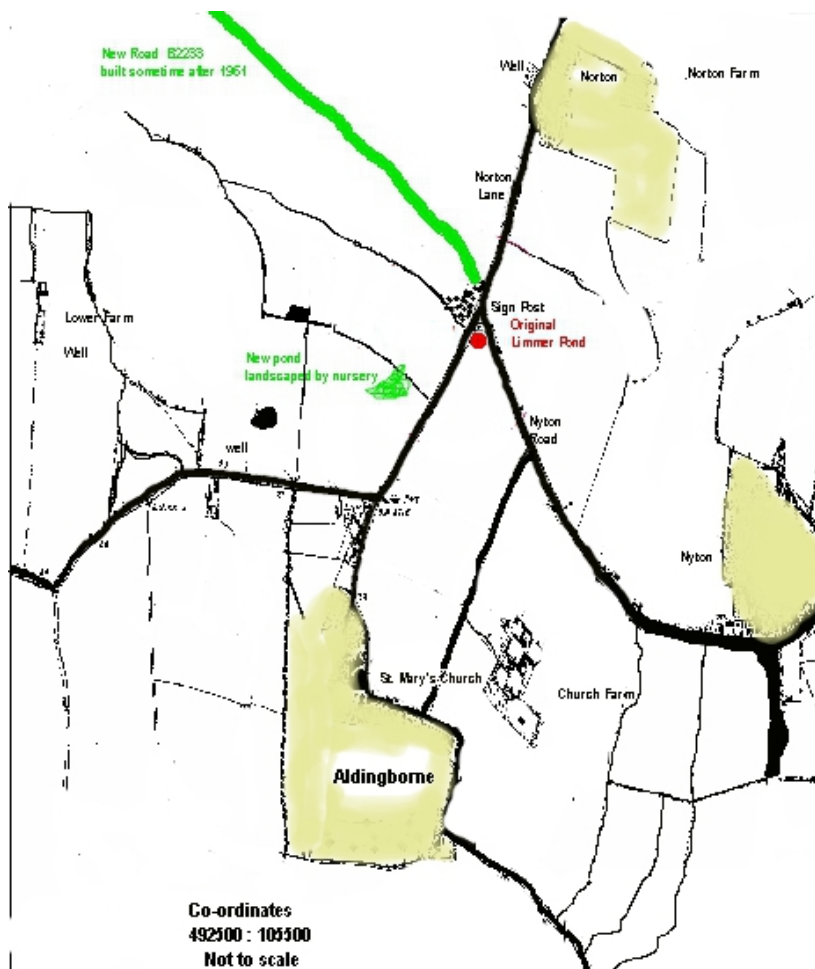 New Road B2233
built sometime after 1951
Well
Norton
Norton Farm
Norton
Lane
Sign Post
Original
Limmer Pond
Lower Farm
Well
New pond
landscaped by nursery
Nyton
Road
well
Nyton
St. Mary's Church
Church Farm
Aldingborne
Co-ordinates
492500 : 105500
Not to scale